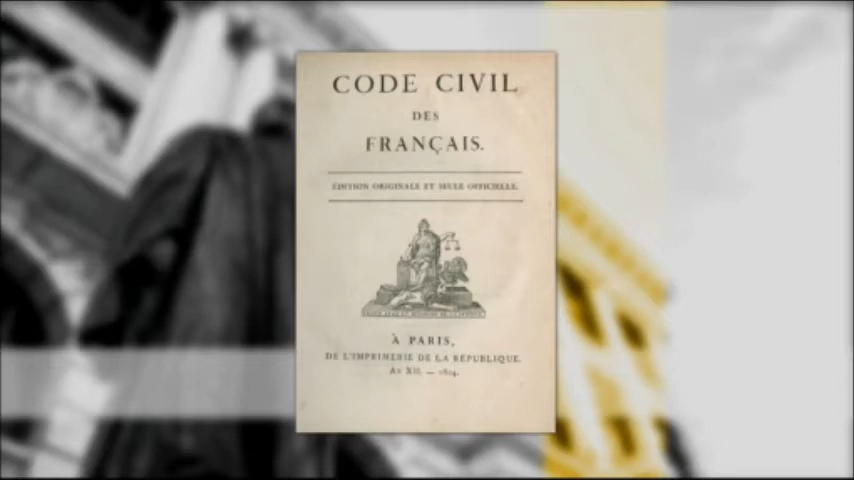 CODE CIVIL
DES
FRANÇAIS.
ÉDITION ORIGINALE ET SEULE OFFICIELLE.
À PARIS,
DE L'IMPRIMERIE DE LA RÉPUBLIQUE.
AN XII. — 1804.